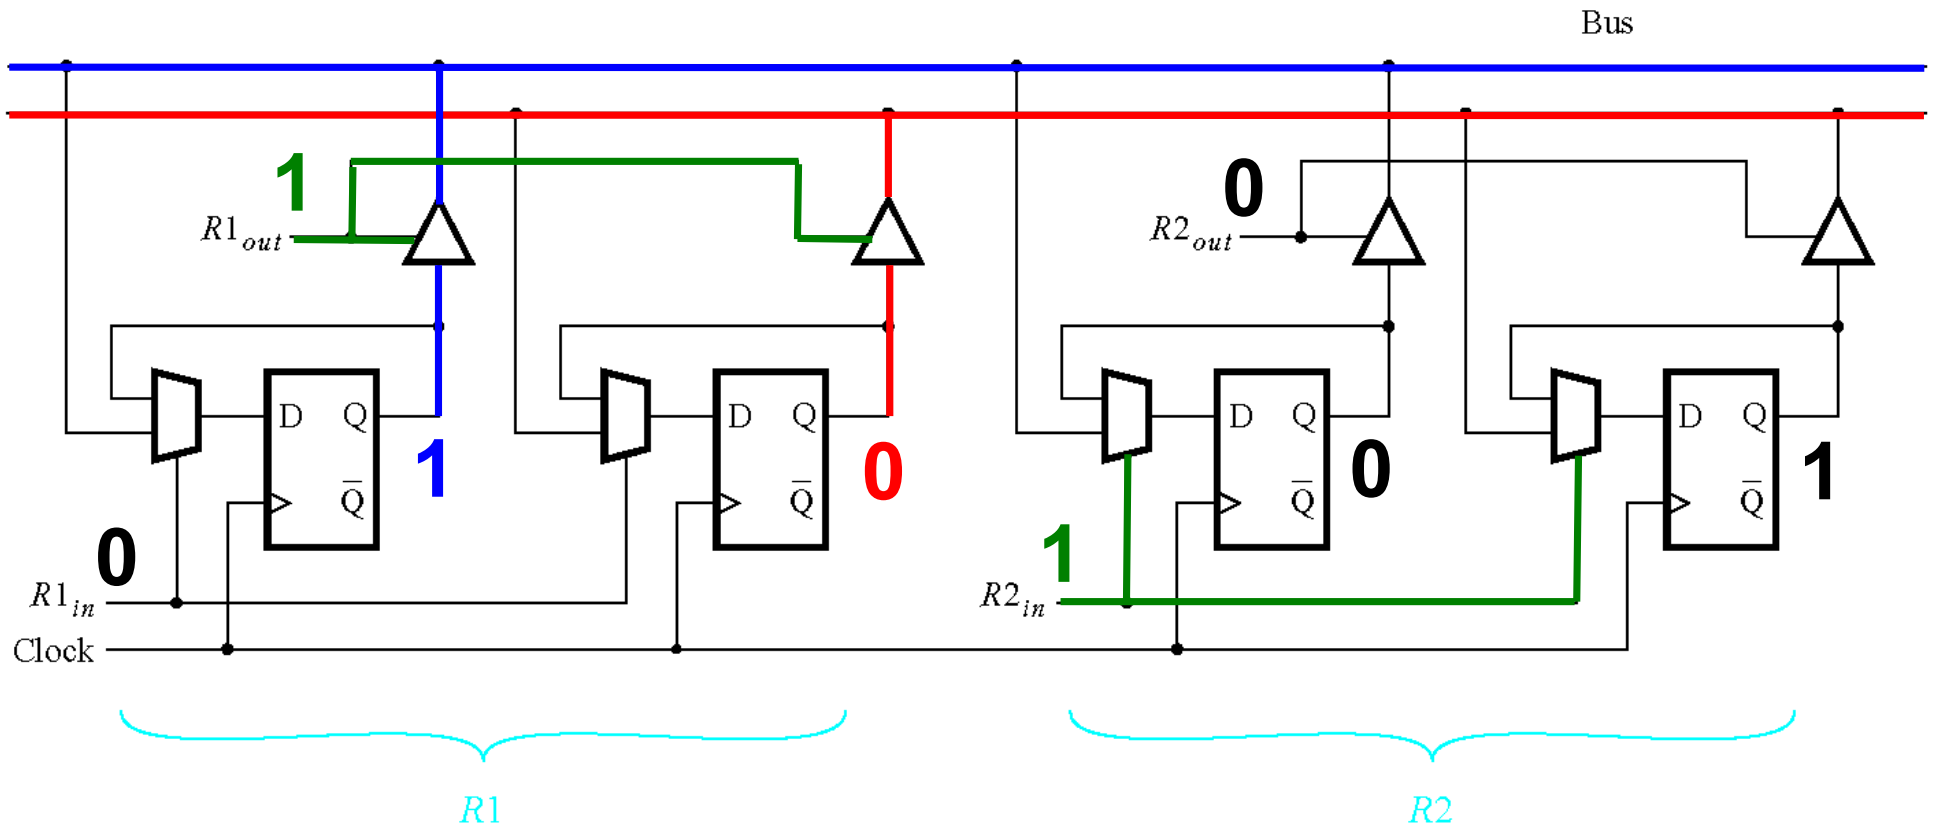 Bus
1
0
R1out
R2out
D Q
D Q
D Q
D Q
1
0
0
1
Q̅
Q̅
Q̅
Q̅
0
1
R1in
R2in
Clock
R1
R2